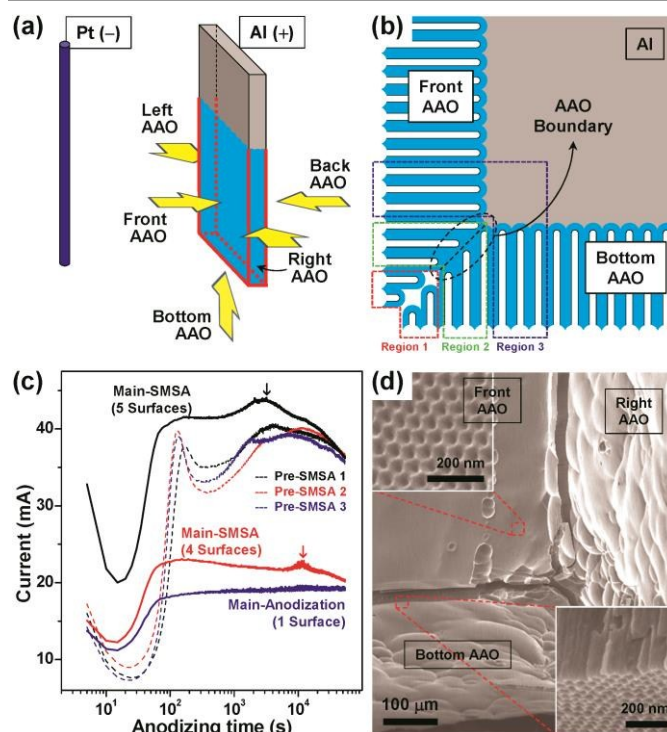 (a)
Pt (−)
Al (+)
Left
AAO
Front
AAO
Back
AAO
Right
AAO
Bottom
AAO
(b)
Al
Front
AAO
AAO
Boundary
Bottom
AAO
Region 1
Region 2
Region 3
(c)
Main-SMSA
(5 Surfaces)
Pre-SMSA 1
Pre-SMSA 2
Pre-SMSA 3
Main-SMSA
(4 Surfaces)
Main-Anodization
(1 Surface)
40
30
20
10
Current (mA)
10¹
10²
10³
10⁴
Anodizing time (s)
(d)
Front
AAO
Right
AAO
200 nm
Bottom AAO
100 μm
200 nm